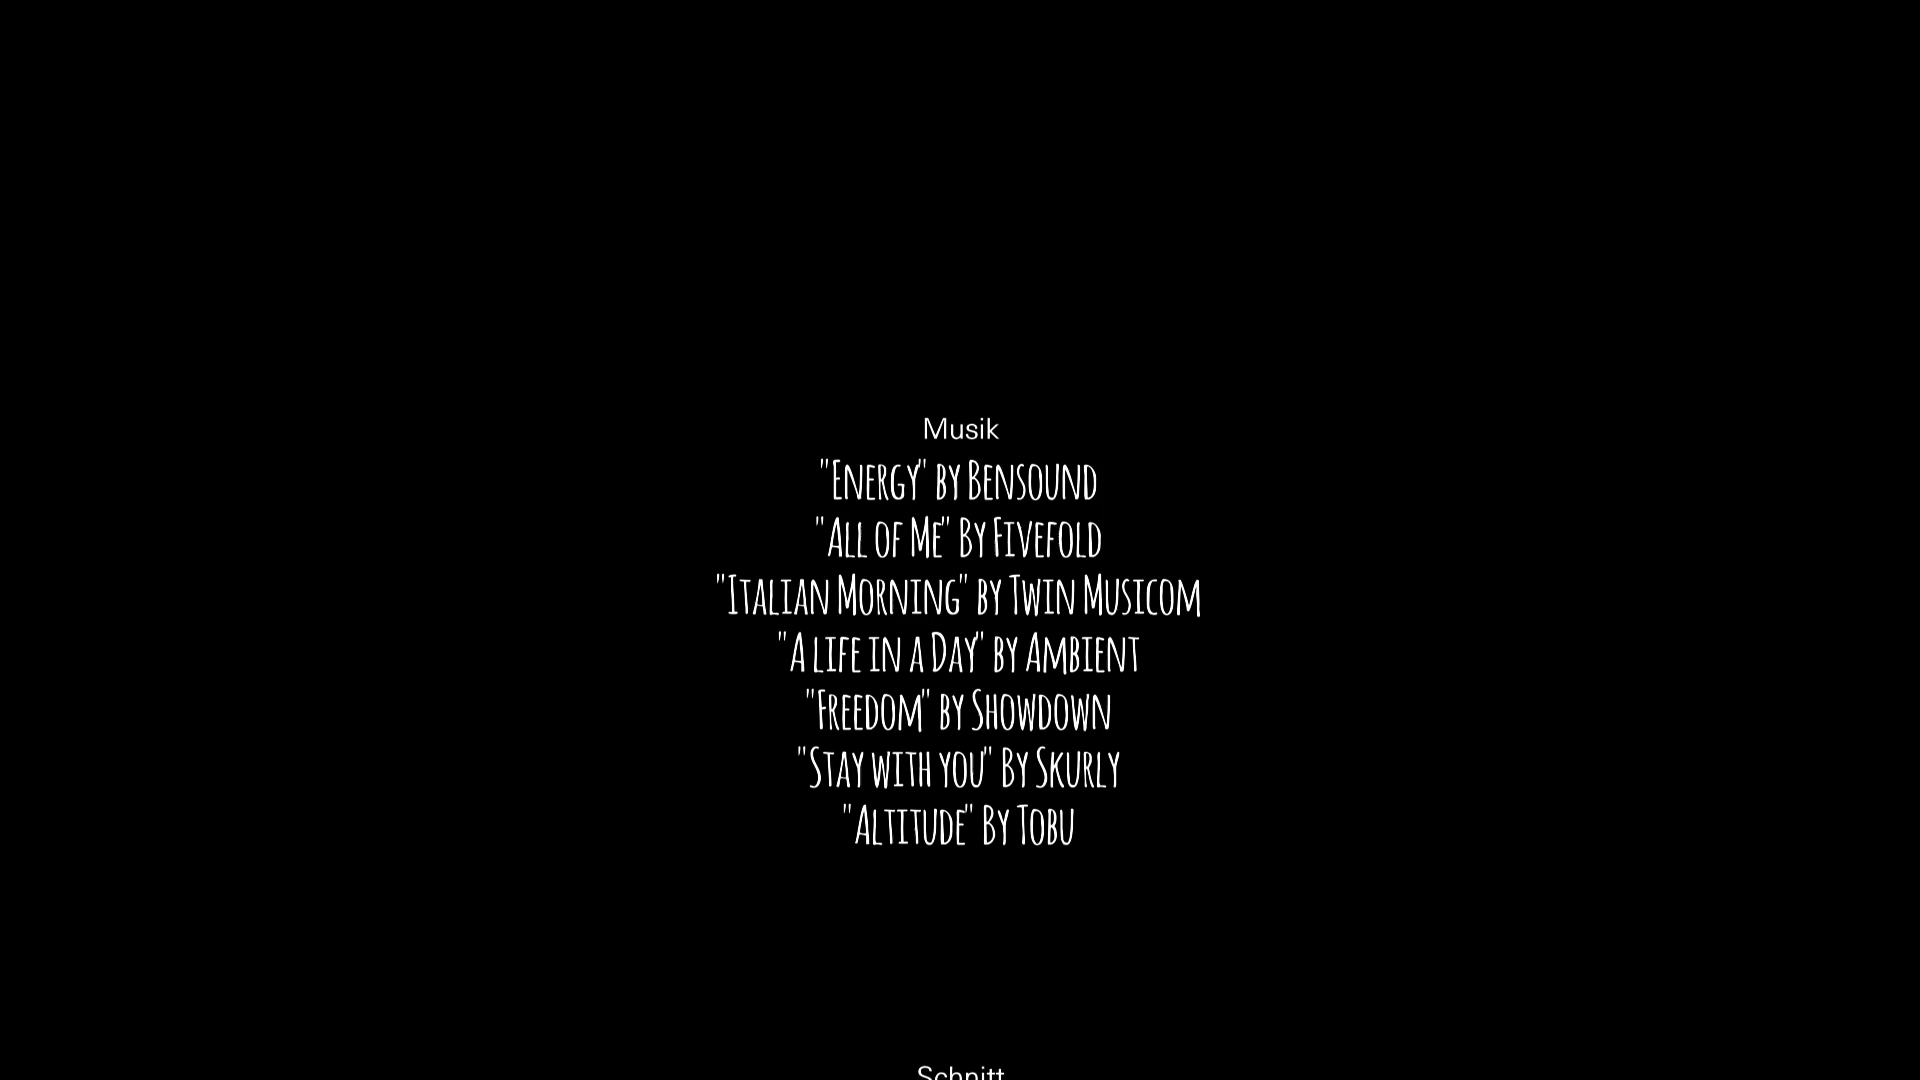 Musik
"Energy" by Bensound
"All of Me" By Fivefold
"Italian Morning" by Twin Musicom
"A life in a Day" by Ambient
"Freedom" by Showdown
"Stay with you" By Skurly
"Altitude" By Tobu
Schnitt